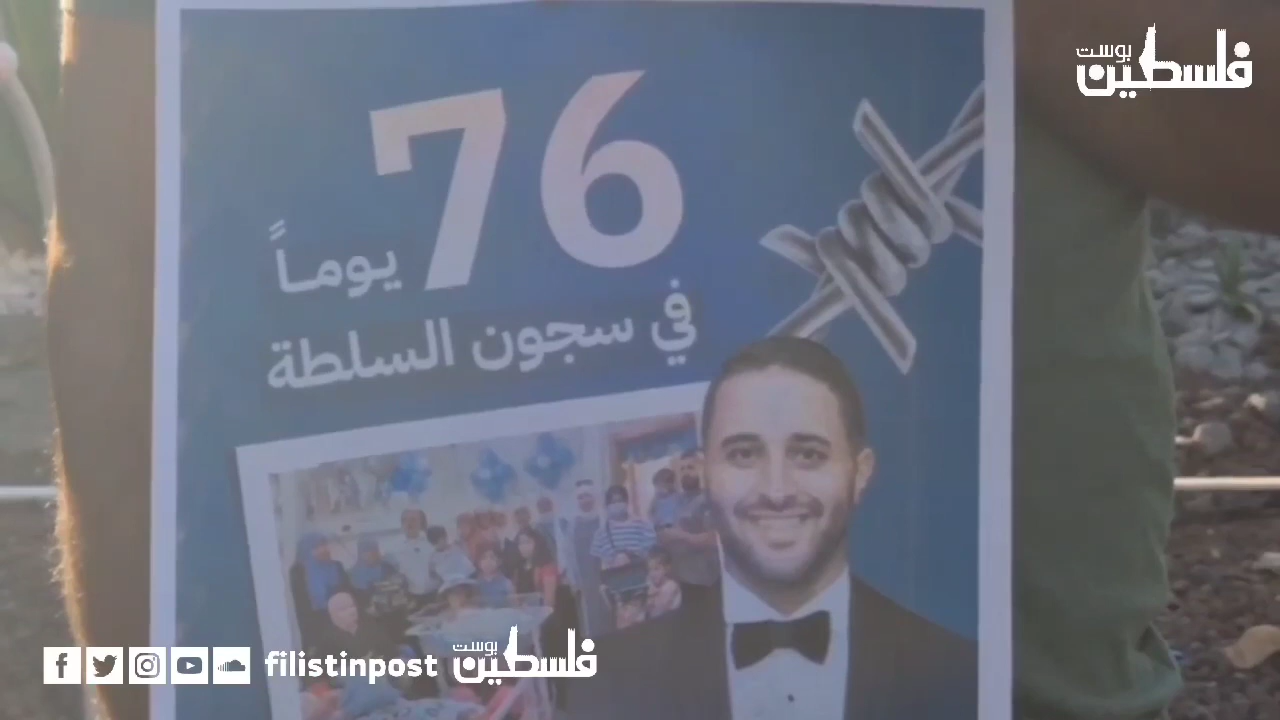 فلسطين بوست
76 يوماً
في سجون السلطة
filistinpost فلسطين بوست